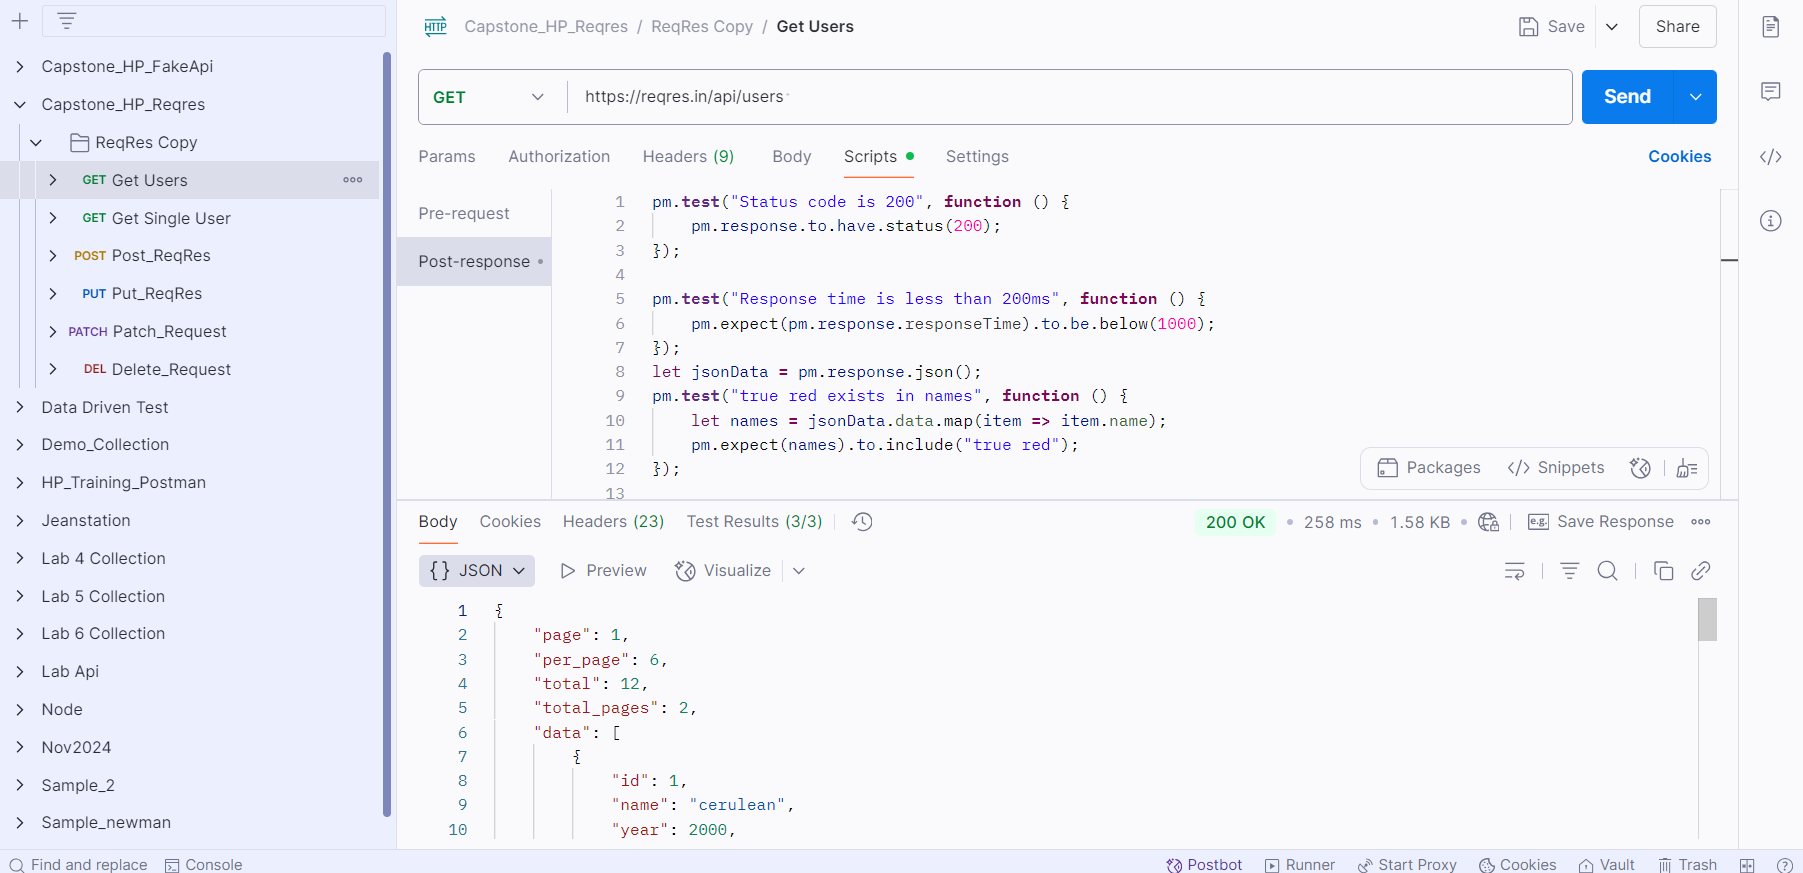 Capstone_HP_FakeApi
Capstone_HP_Reqres
ReqRes Copy
GET Get Users
GET Get Single User
POST Post_ReqRes
PUT Put_ReqRes
PATCH Patch_Request
DEL Delete_Request
Data Driven Test
Demo_Collection
HP_Training_Postman
Jeanstation
Lab 4 Collection
Lab 5 Collection
Lab 6 Collection
Lab Api
Node
Nov2024
Sample_2
Sample_newman
HTTP Capstone_HP_Reqres / ReqRes Copy / Get Users
Save
Share
GET https://reqres.in/api/users
Send
Params Authorization Headers (9) Body Scripts Settings
Cookies
Pre-request
Post-response
1 pm.test("Status code is 200", function () {
2 pm.response.to.have.status(200);
3 });
4
5 pm.test("Response time is less than 200ms", function () {
6 pm.expect(pm.response.responseTime).to.be.below(1000);
7 });
8 let jsonData = pm.response.json();
9 pm.test("true red exists in names", function () {
10 let names = jsonData.data.map(item => item.name);
11 pm.expect(names).to.include("true red");
12 });
13
Packages </> Snippets
Body Cookies Headers (23) Test Results (3/3)
200 OK • 258 ms • 1.58 KB • e.g. Save Response
{} JSON Preview Visualize
1 {
2 "page": 1,
3 "per_page": 6,
4 "total": 12,
5 "total_pages": 2,
6 "data": [
7 {
8 "id": 1,
9 "name": "cerulean",
10 "year": 2000,
Find and replace Console
Postbot Runner Start Proxy Cookies Vault Trash